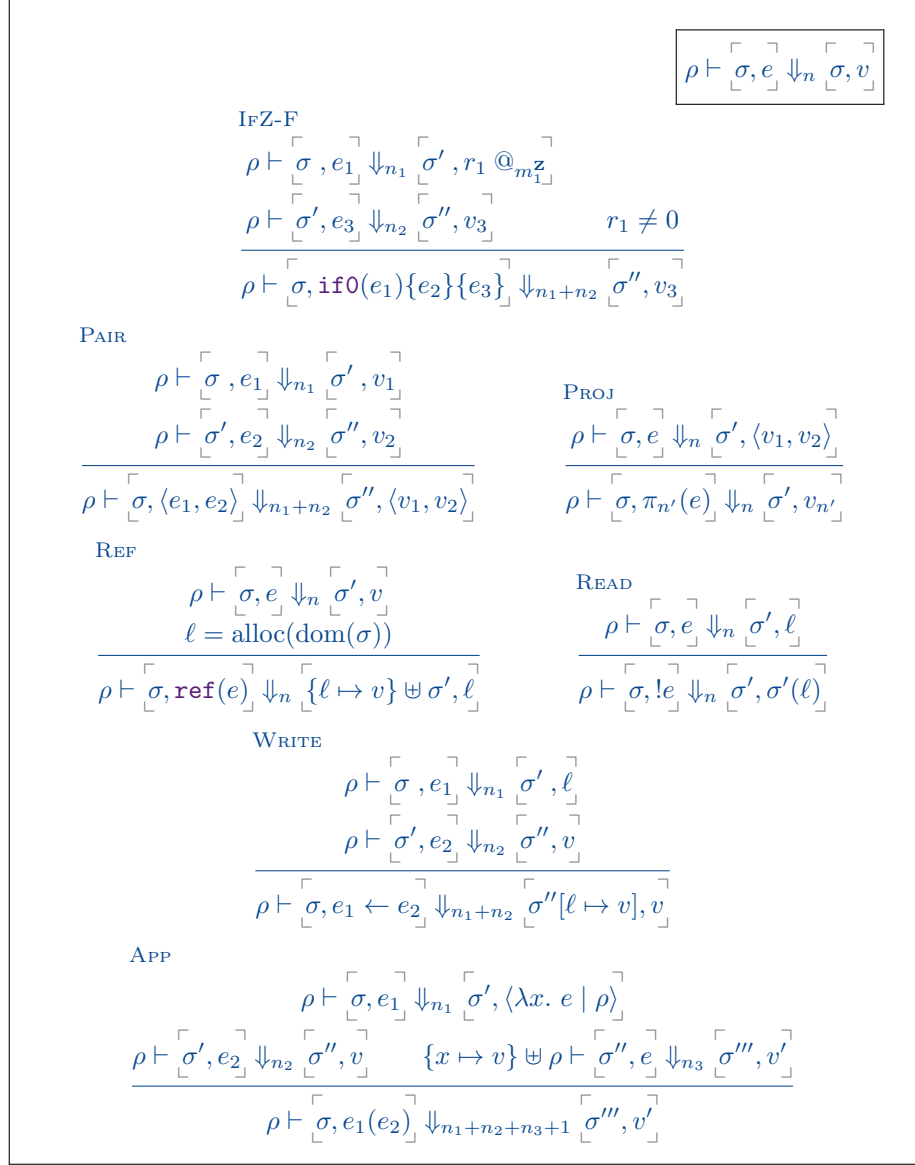 ρ ⊢ ⌜σ, e⌟ ⇓ₙ ⌜σ, v⌟
IfZ-F
ρ ⊢ σ , e₁ ⇓ₙ₁ σ′ , r₁ @ₘ₁ᶻ
ρ ⊢ σ′, e₃ ⇓ₙ₂ σ″, v₃ r₁ ≠ 0
ρ ⊢ σ, if0(e₁){e₂}{e₃} ⇓ₙ₁₊ₙ₂ σ″, v₃
Pair
ρ ⊢ σ , e₁ ⇓ₙ₁ σ′ , v₁
ρ ⊢ σ′, e₂ ⇓ₙ₂ σ″, v₂
ρ ⊢ σ, ⟨e₁, e₂⟩ ⇓ₙ₁₊ₙ₂ σ″, ⟨v₁, v₂⟩
Proj
ρ ⊢ σ, e ⇓ₙ σ′, ⟨v₁, v₂⟩
ρ ⊢ σ, πₙ′(e) ⇓ₙ σ′, vₙ′
Ref
ρ ⊢ σ, e ⇓ₙ σ′, v
ℓ = alloc(dom(σ))
ρ ⊢ σ, ref(e) ⇓ₙ {ℓ ↦ v} ⊎ σ′, ℓ
Read
ρ ⊢ σ, e ⇓ₙ σ′, ℓ
ρ ⊢ σ, !e ⇓ₙ σ′, σ′(ℓ)
Write
ρ ⊢ σ , e₁ ⇓ₙ₁ σ′ , ℓ
ρ ⊢ σ′, e₂ ⇓ₙ₂ σ″, v
ρ ⊢ σ, e₁ ← e₂ ⇓ₙ₁₊ₙ₂ σ″[ℓ ↦ v], v
App
ρ ⊢ σ, e₁ ⇓ₙ₁ σ′, ⟨λx. e | ρ⟩
ρ ⊢ σ′, e₂ ⇓ₙ₂ σ″, v {x ↦ v} ⊎ ρ ⊢ σ″, e ⇓ₙ₃ σ‴, v′
ρ ⊢ σ, e₁(e₂) ⇓ₙ₁₊ₙ₂₊ₙ₃₊₁ σ‴, v′